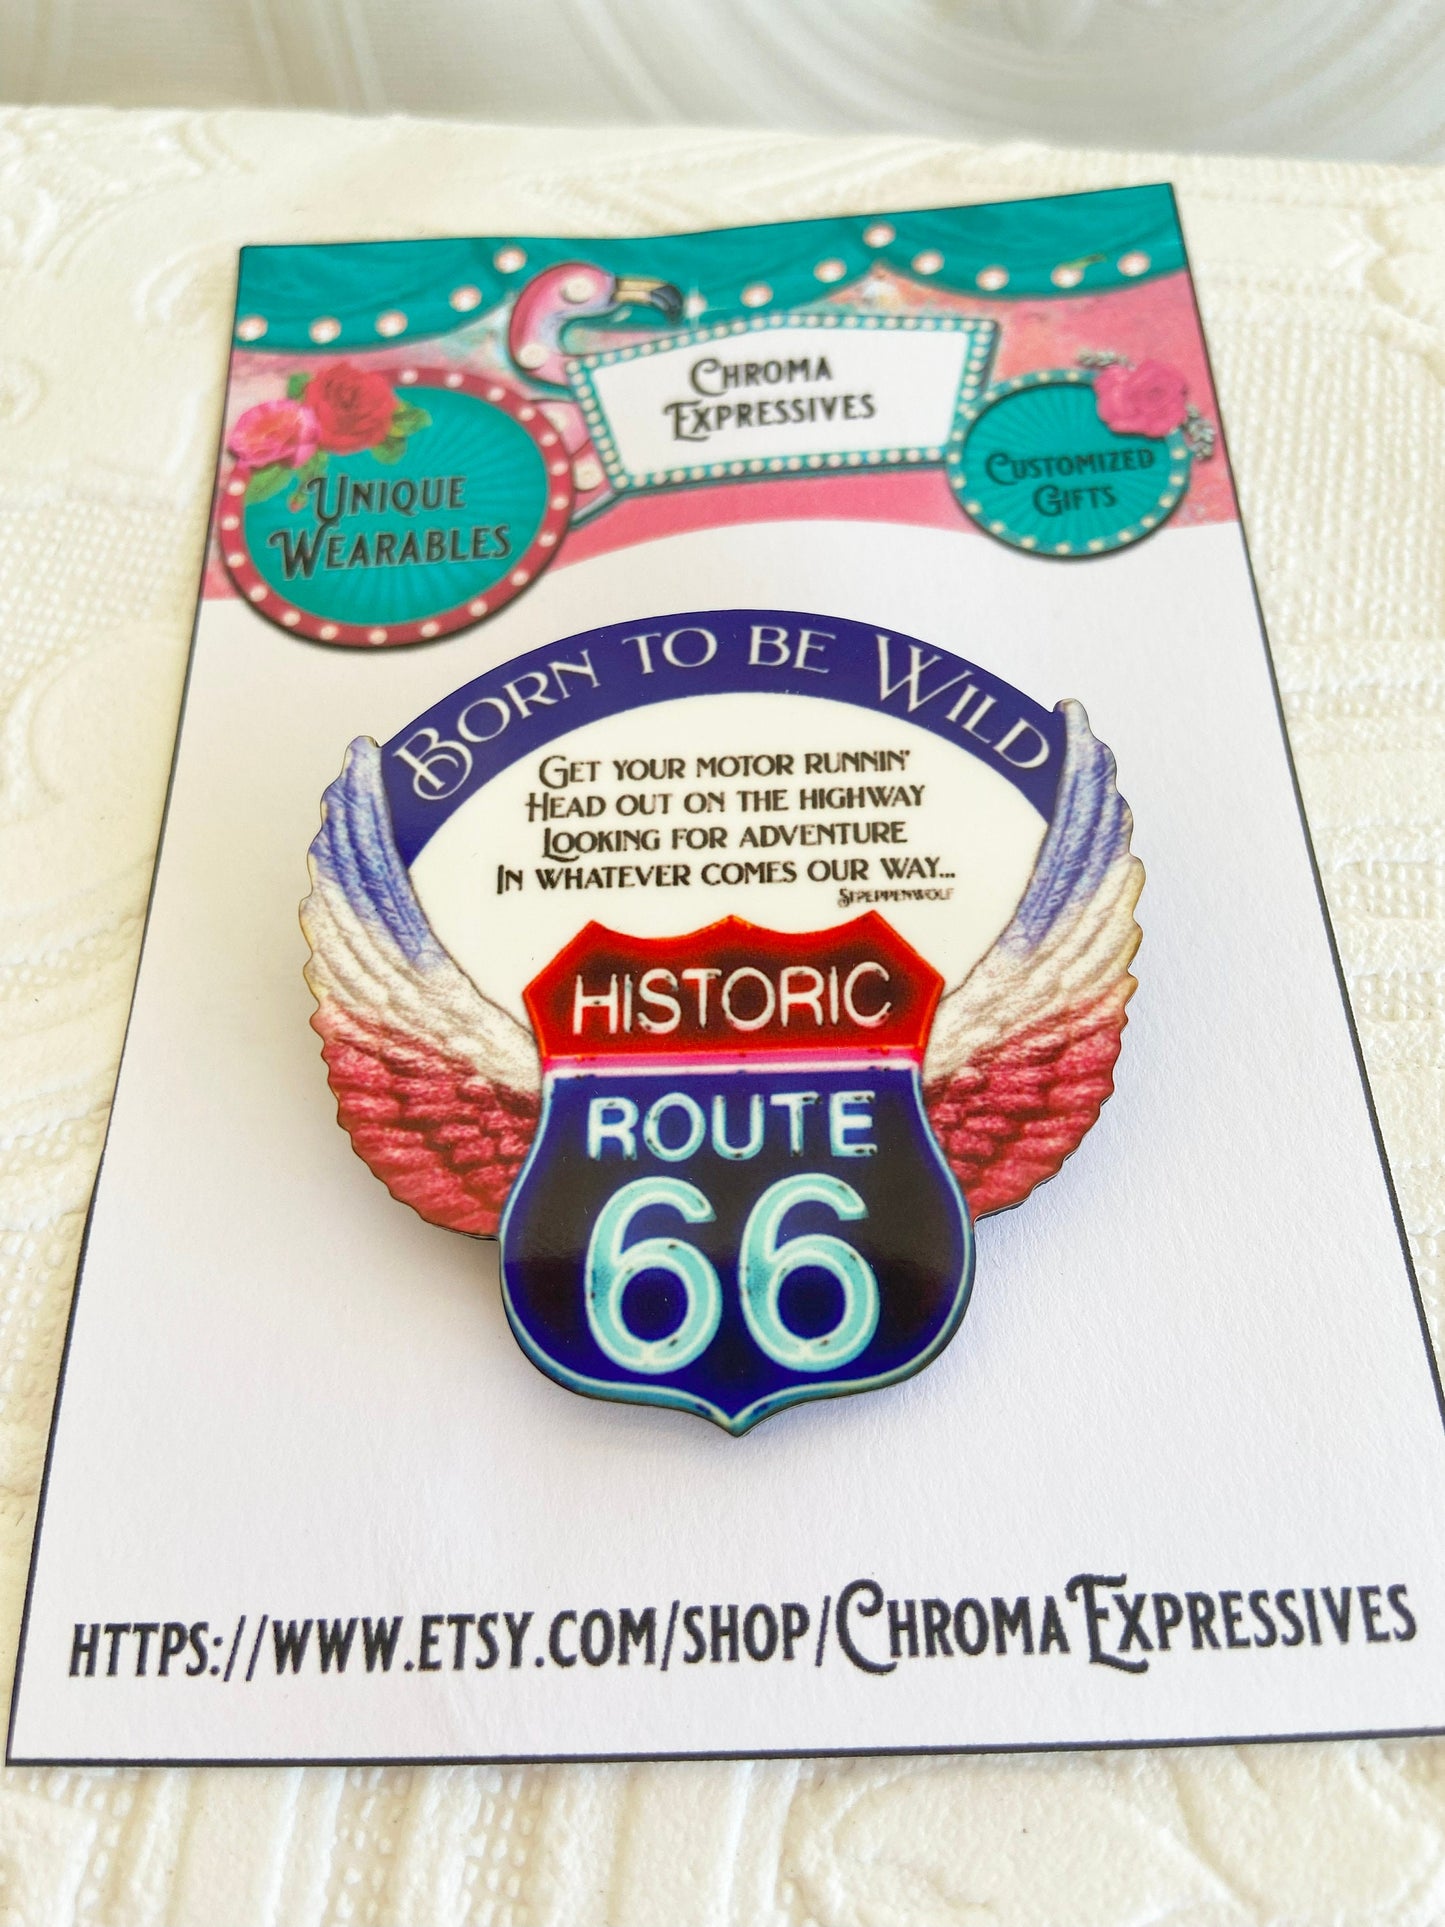 Chroma
Expressives
Unique
Wearables
Customized
Gifts
Born to be Wild
Get your motor runnin'
Head out on the highway
Looking for adventure
In whatever comes our way...
Streppenwolf
HISTORIC
ROUTE
66
https://www.etsy.com/shop/ChromaExpressives